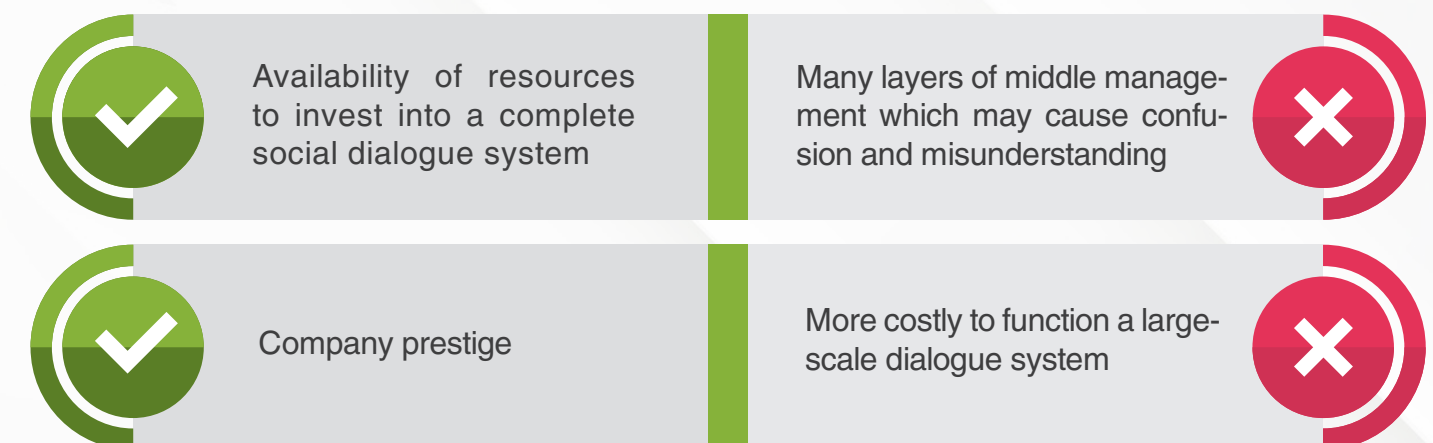 Availability of resources
to invest into a complete
social dialogue system
Many layers of middle manage-
ment which may cause confu-
sion and misunderstanding
Company prestige
More costly to function a large-
scale dialogue system